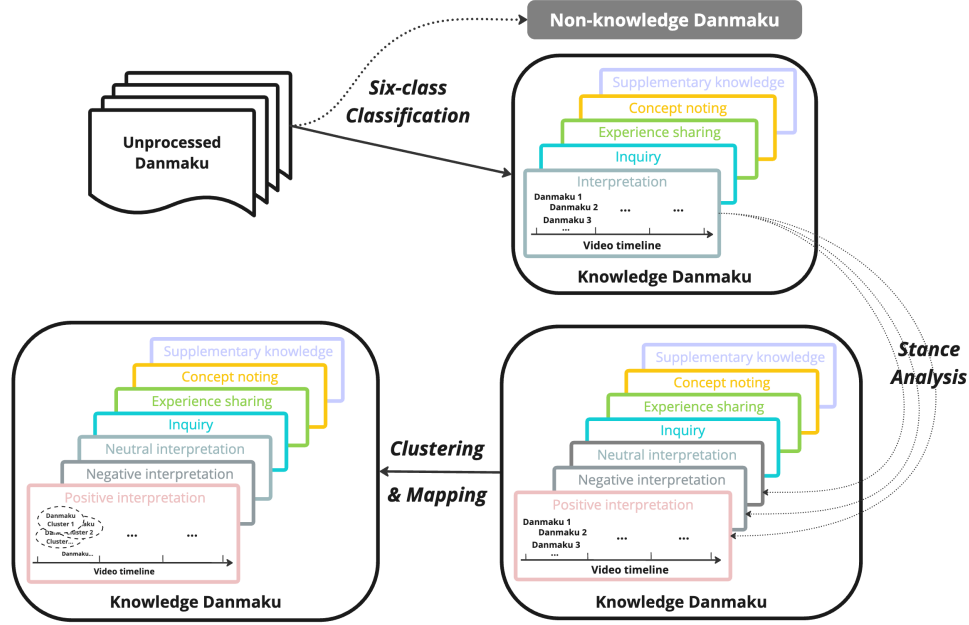 Non-knowledge Danmaku
Six-class
Classification
Unprocessed
Danmaku
Supplementary knowledge
Concept noting
Experience sharing
Inquiry
Interpretation
Danmaku 1
Danmaku 2
Danmaku 3
...
... ...
Video timeline
Knowledge Danmaku
Stance
Analysis
Supplementary knowledge
Concept noting
Experience sharing
Inquiry
Neutral interpretation
Negative interpretation
Positive interpretation
Danmaku 1
Danmaku 2
Danmaku 3
...
... ...
Video timeline
Knowledge Danmaku
Clustering
& Mapping
Supplementary knowledge
Concept noting
Experience sharing
Inquiry
Neutral interpretation
Negative interpretation
Positive interpretation
Danmaku
Cluster 1
Cluster...
Danmaku...
... ...
Video timeline
Knowledge Danmaku